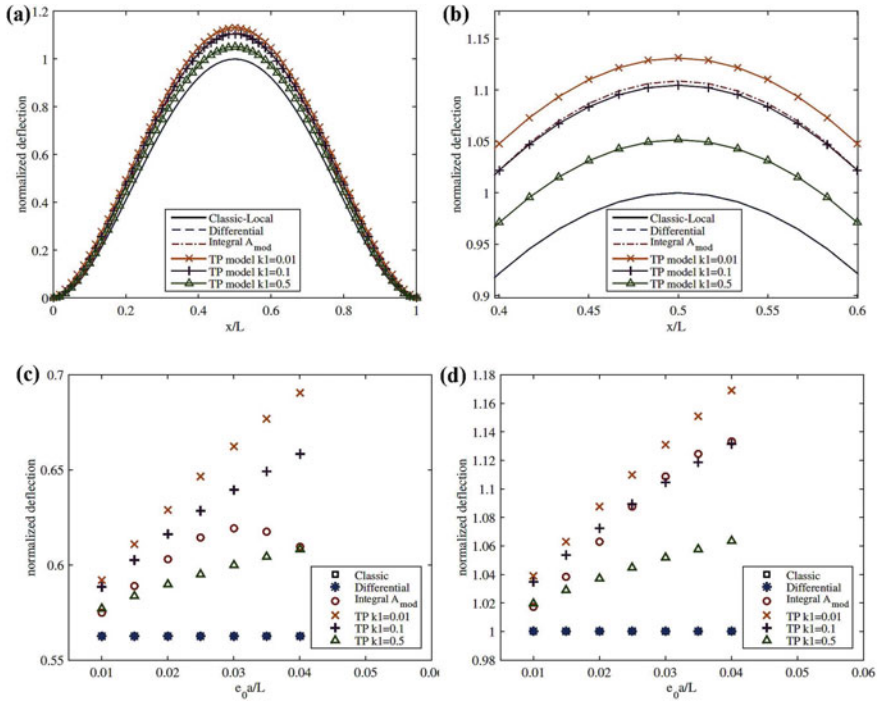 (a)
normalized deflection
1.2
1
0.8
0.6
0.4
0.2
0
Classic-Local
Differential
Integral A_mod
TP model k1=0.01
TP model k1=0.1
TP model k1=0.5
0 0.2 0.4 0.6 0.8 1
x/L
(b)
normalized deflection
1.15
1.1
1.05
1
0.95
0.9
Classic-Local
Differential
Integral A_mod
TP model k1=0.01
TP model k1=0.1
TP model k1=0.5
0.4 0.45 0.5 0.55 0.6
x/L
(c)
normalized deflection
0.7
0.65
0.6
0.55
Classic
Differential
Integral A_mod
TP k1=0.01
TP k1=0.1
TP k1=0.5
0.01 0.02 0.03 0.04 0.05 0.06
e_0a/L
(d)
normalized deflection
1.18
1.16
1.14
1.12
1.1
1.08
1.06
1.04
1.02
1
0.98
Classic
Differential
Integral A_mod
TP k1=0.01
TP k1=0.1
TP k1=0.5
0.01 0.02 0.03 0.04 0.05 0.06
e_0a/L